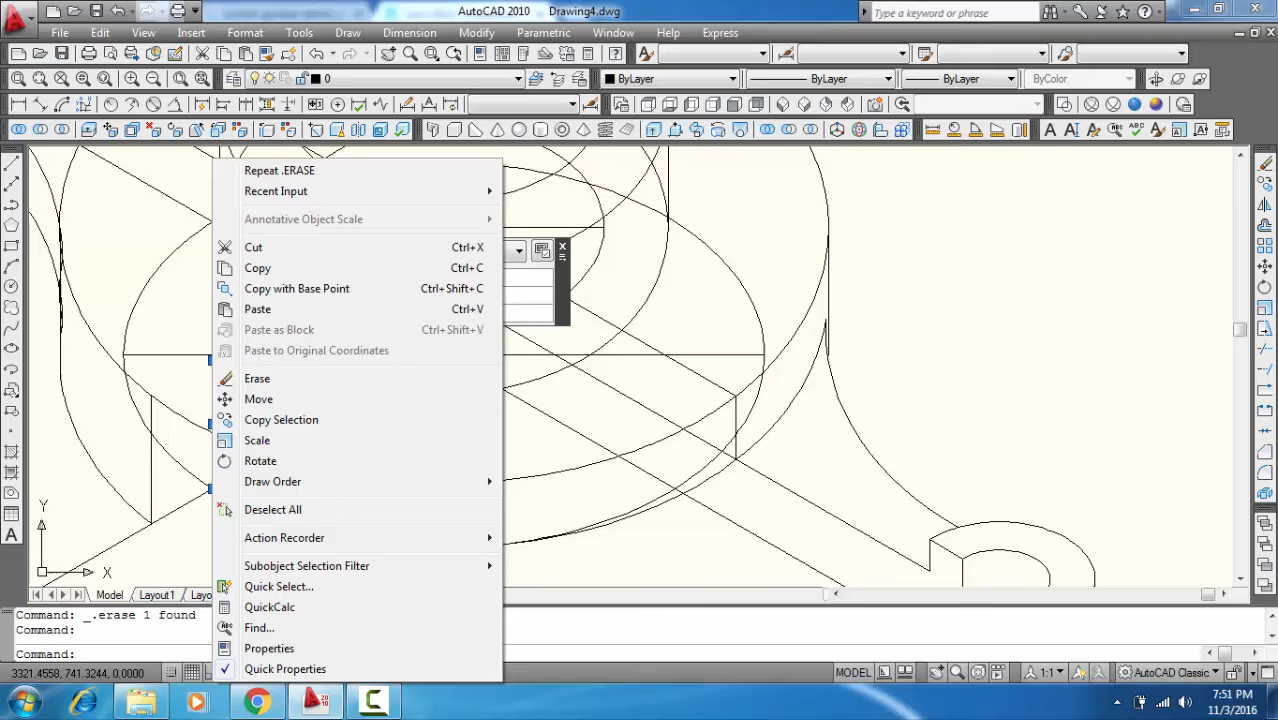 AutoCAD 2010 Drawing4.dwg
Type a keyword or phrase
File Edit View Insert Format Tools Draw Dimension Modify Parametric Window Help Express
0 ByLayer ByLayer ByLayer ByColor
Repeat .ERASE
Recent Input
Annotative Object Scale
Cut Ctrl+X
Copy Ctrl+C
Copy with Base Point Ctrl+Shift+C
Paste Ctrl+V
Paste as Block Ctrl+Shift+V
Paste to Original Coordinates
Erase
Move
Copy Selection
Scale
Rotate
Draw Order
Deselect All
Action Recorder
Subobject Selection Filter
Quick Select...
QuickCalc
Find...
Properties
Quick Properties
Y
X
Model Layout1 Layo
Command: _.erase 1 found
Command:
Command:
3321.4558, 741.3244, 0.0000 MODEL 1:1 AutoCAD Classic
7:51 PM
11/3/2016